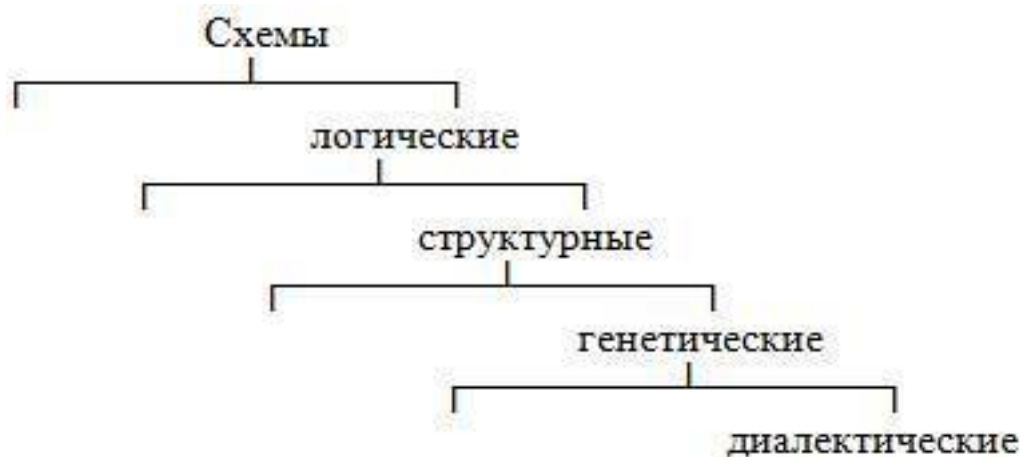 Схемы
логические
структурные
генетические
диалектические